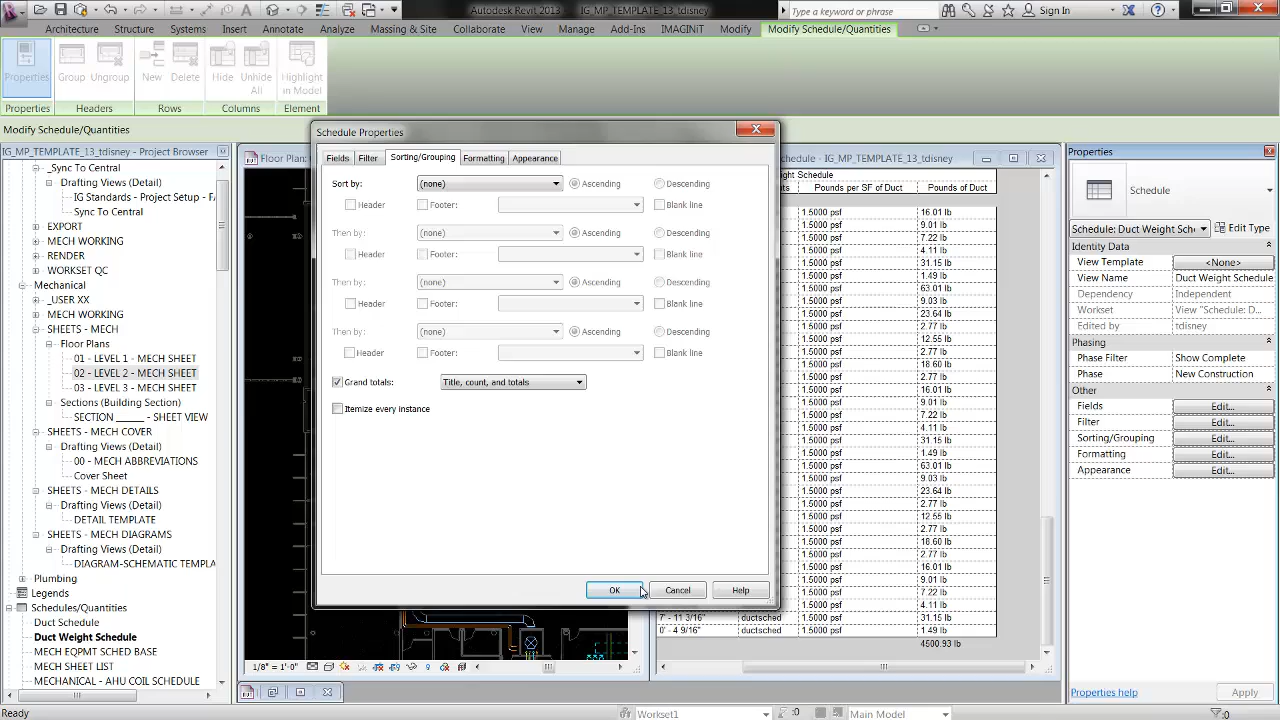 Autodesk Revit 2013 - IG_MP_TEMPLATE_13_tdisney
Type a keyword or phrase
Sign In
Architecture Structure Systems Insert Annotate Analyze Massing & Site Collaborate View Manage Add-Ins IMAGINiT Modify Modify Schedule/Quantities
Properties Group Ungroup New Delete Hide Unhide All Highlight in Model
Properties Headers Rows Columns Element
Modify Schedule/Quantities
IG_MP_TEMPLATE_13_tdisney - Project Browser
_Sync To Central
Drafting Views (Detail)
IG Standards - Project Setup - FA
Sync To Central
EXPORT
MECH WORKING
RENDER
WORKSET QC
Mechanical
_USER XX
MECH WORKING
SHEETS - MECH
Floor Plans
01 - LEVEL 1 - MECH SHEET
02 - LEVEL 2 - MECH SHEET
03 - LEVEL 3 - MECH SHEET
Sections (Building Section)
SECTION ______ - SHEET VIEW
SHEETS - MECH COVER
Drafting Views (Detail)
00 - MECH ABBREVIATIONS
Cover Sheet
SHEETS - MECH DETAILS
Drafting Views (Detail)
DETAIL TEMPLATE
SHEETS - MECH DIAGRAMS
Drafting Views (Detail)
DIAGRAM-SCHEMATIC TEMPLA
Plumbing
Legends
Schedules/Quantities
Duct Schedule
Duct Weight Schedule
MECH EQPMT SCHED BASE
MECH SHEET LIST
MECHANICAL - AHU COIL SCHEDULE
Ready
Floor Plan:
1/8" = 1'-0"
Schedule Properties
Fields Filter Sorting/Grouping Formatting Appearance
Sort by: (none) Ascending Descending
Header Footer: Blank line
Then by: (none) Ascending Descending
Header Footer: Blank line
Then by: (none) Ascending Descending
Header Footer: Blank line
Then by: (none) Ascending Descending
Header Footer: Blank line
Grand totals: Title, count, and totals
Itemize every instance
OK Cancel Help
chedule - IG_MP_TEMPLATE_13_tdisney
Schedule
ts Pounds per SF of Duct Pounds of Duct
1.5000 psf 16.01 lb
1.5000 psf 9.01 lb
1.5000 psf 7.22 lb
1.5000 psf 4.11 lb
1.5000 psf 31.15 lb
1.5000 psf 1.49 lb
1.5000 psf 63.01 lb
1.5000 psf 9.03 lb
1.5000 psf 23.64 lb
1.5000 psf 2.77 lb
1.5000 psf 12.55 lb
1.5000 psf 2.77 lb
1.5000 psf 18.60 lb
1.5000 psf 2.77 lb
1.5000 psf 16.01 lb
1.5000 psf 9.01 lb
1.5000 psf 7.22 lb
1.5000 psf 4.11 lb
1.5000 psf 31.15 lb
1.5000 psf 1.49 lb
1.5000 psf 63.01 lb
1.5000 psf 9.03 lb
1.5000 psf 23.64 lb
1.5000 psf 2.77 lb
1.5000 psf 12.55 lb
1.5000 psf 2.77 lb
1.5000 psf 18.60 lb
1.5000 psf 2.77 lb
1.5000 psf 16.01 lb
1.5000 psf 9.01 lb
1.5000 psf 7.22 lb
1.5000 psf 4.11 lb
7' - 11 3/16" ductsched 1.5000 psf 31.15 lb
0' - 4 9/16" ductsched 1.5000 psf 1.49 lb
4500.93 lb
Properties
Schedule
Schedule: Duct Weight Sche Edit Type
Identity Data
View Template <None>
View Name Duct Weight Schedule
Dependency Independent
Workset View "Schedule: D...
Edited by tdisney
Phasing
Phase Filter Show Complete
Phase New Construction
Other
Fields Edit...
Filter Edit...
Sorting/Grouping Edit...
Formatting Edit...
Appearance Edit...
Properties help Apply
Workset1 :0 Main Model :0